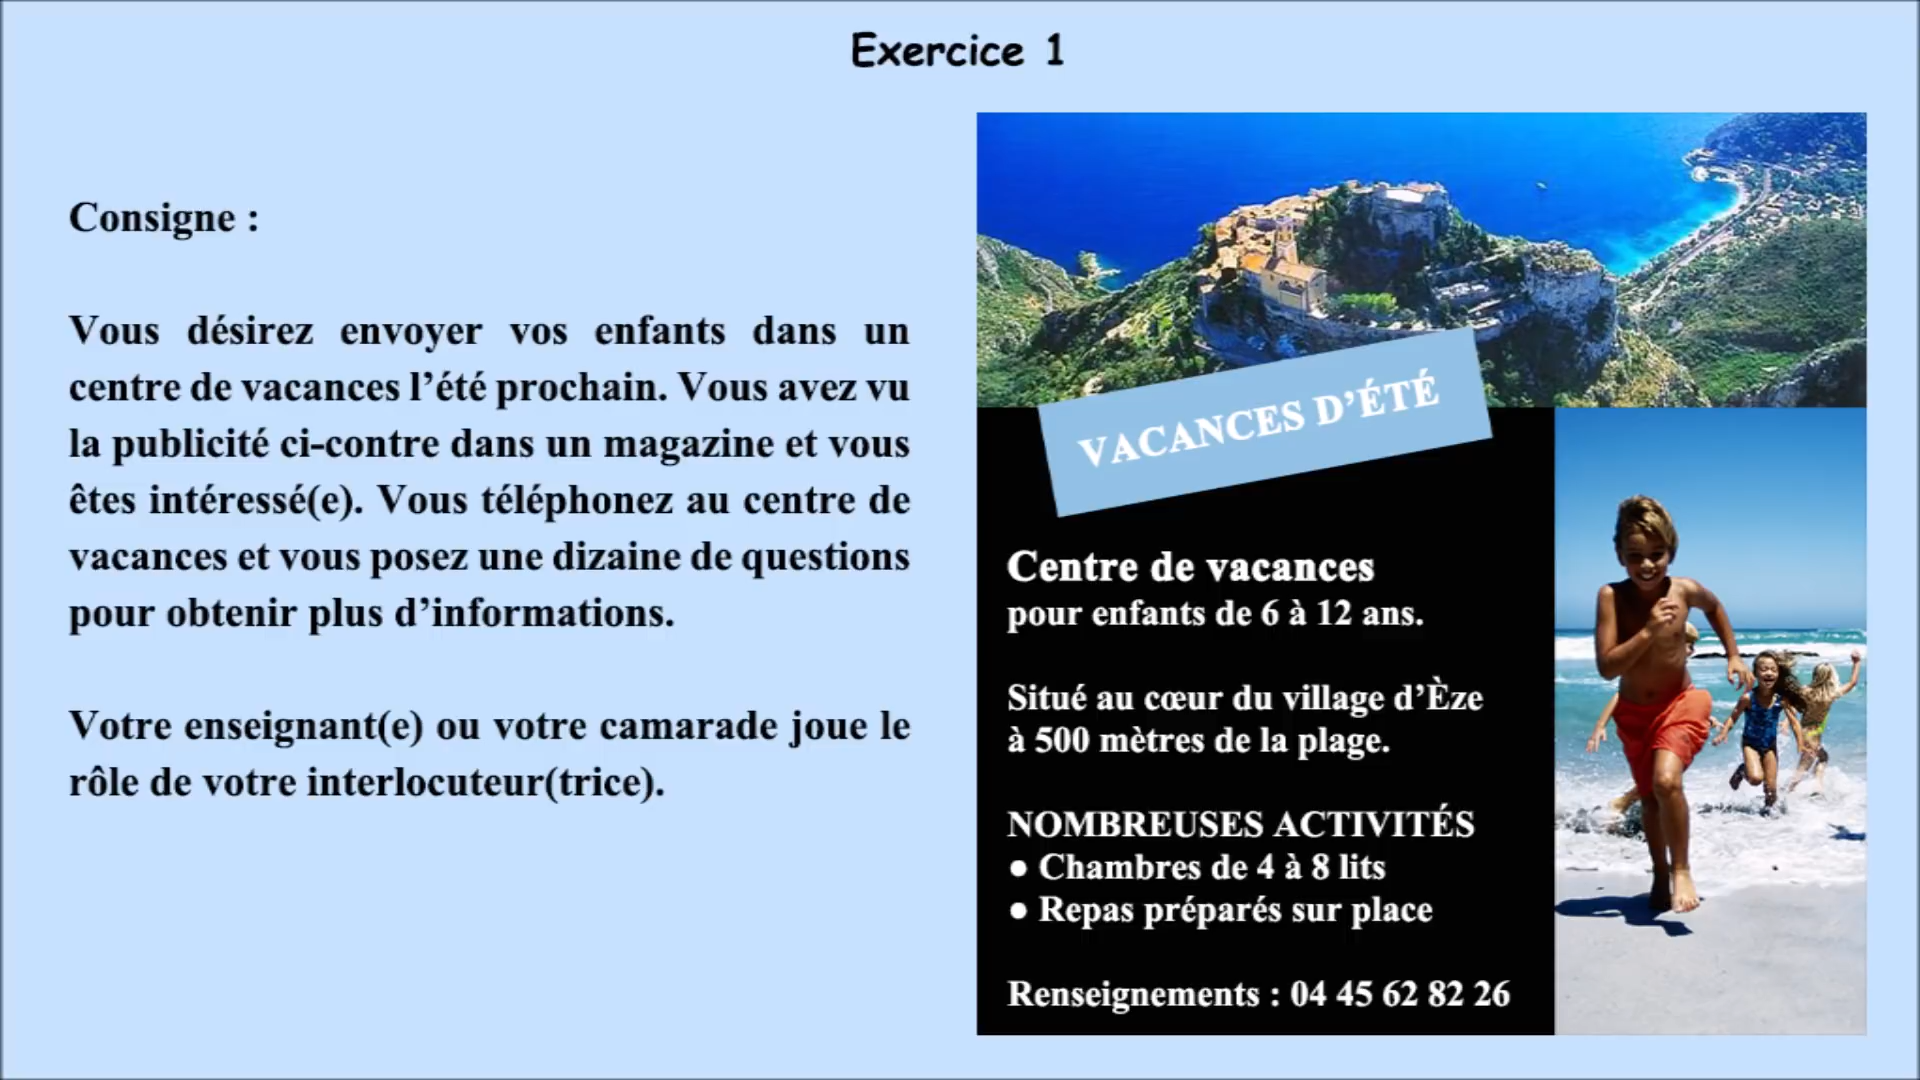 Exercice 1
Consigne :
Vous désirez envoyer vos enfants dans un
centre de vacances l’été prochain. Vous avez vu
la publicité ci-contre dans un magazine et vous
êtes intéressé(e). Vous téléphonez au centre de
vacances et vous posez une dizaine de questions
pour obtenir plus d’informations.
Votre enseignant(e) ou votre camarade joue le
rôle de votre interlocuteur(trice).
VACANCES D’ÉTÉ
Centre de vacances
pour enfants de 6 à 12 ans.
Situé au cœur du village d’Èze
à 500 mètres de la plage.
NOMBREUSES ACTIVITÉS
● Chambres de 4 à 8 lits
● Repas préparés sur place
Renseignements : 04 45 62 82 26